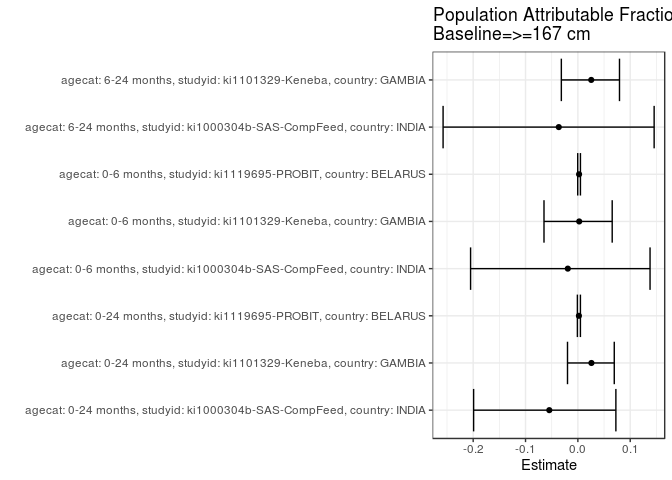 Population Attributable Fractio
Baseline=>=167 cm
agecat: 6-24 months, studyid: ki1101329-Keneba, country: GAMBIA
agecat: 6-24 months, studyid: ki1000304b-SAS-CompFeed, country: INDIA
agecat: 0-6 months, studyid: ki1119695-PROBIT, country: BELARUS
agecat: 0-6 months, studyid: ki1101329-Keneba, country: GAMBIA
agecat: 0-6 months, studyid: ki1000304b-SAS-CompFeed, country: INDIA
agecat: 0-24 months, studyid: ki1119695-PROBIT, country: BELARUS
agecat: 0-24 months, studyid: ki1101329-Keneba, country: GAMBIA
agecat: 0-24 months, studyid: ki1000304b-SAS-CompFeed, country: INDIA
-0.2 -0.1 0.0 0.1
Estimate